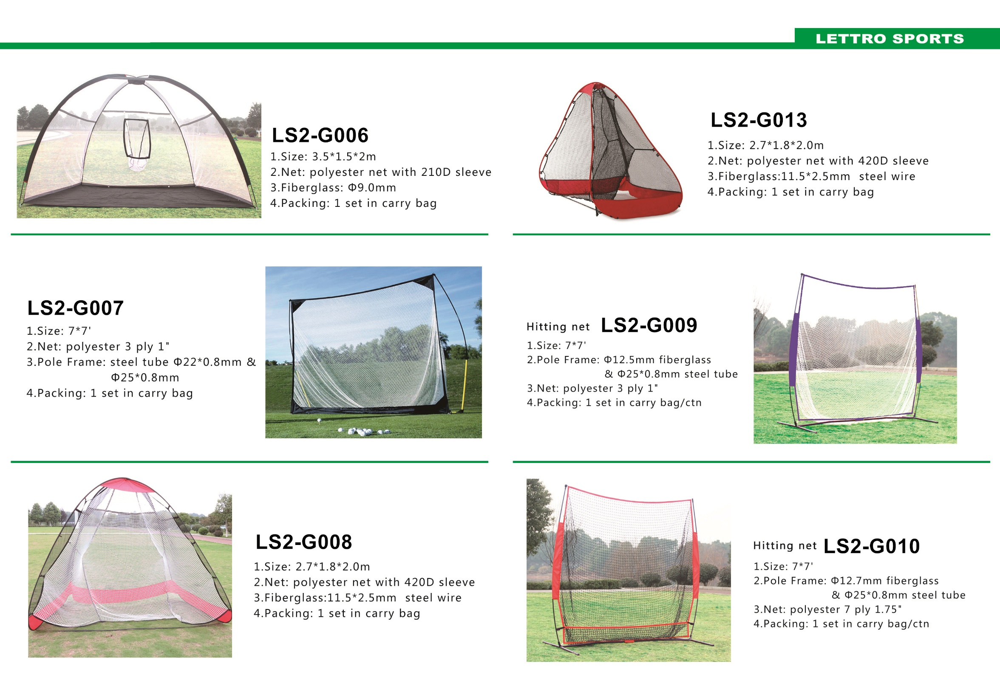 LETTRO SPORTS
LS2-G006
1.Size: 3.5*1.5*2m
2.Net: polyester net with 210D sleeve
3.Fiberglass: Φ9.0mm
4.Packing: 1 set in carry bag
LS2-G013
1.Size: 2.7*1.8*2.0m
2.Net: polyester net with 420D sleeve
3.Fiberglass:11.5*2.5mm  steel wire
4.Packing: 1 set in carry bag
LS2-G007
1.Size: 7*7'
2.Net: polyester 3 ply 1"
3.Pole Frame: steel tube Φ22*0.8mm &
Φ25*0.8mm
4.Packing: 1 set in carry bag
Hitting net LS2-G009
1.Size: 7*7'
2.Pole Frame: Φ12.5mm fiberglass
& Φ25*0.8mm steel tube
3.Net: polyester 3 ply 1"
4.Packing: 1 set in carry bag/ctn
LS2-G008
1.Size: 2.7*1.8*2.0m
2.Net: polyester net with 420D sleeve
3.Fiberglass:11.5*2.5mm  steel wire
4.Packing: 1 set in carry bag
Hitting net LS2-G010
1.Size: 7*7'
2.Pole Frame: Φ12.7mm fiberglass
& Φ25*0.8mm steel tube
3.Net: polyester 7 ply 1.75"
4.Packing: 1 set in carry bag/ctn